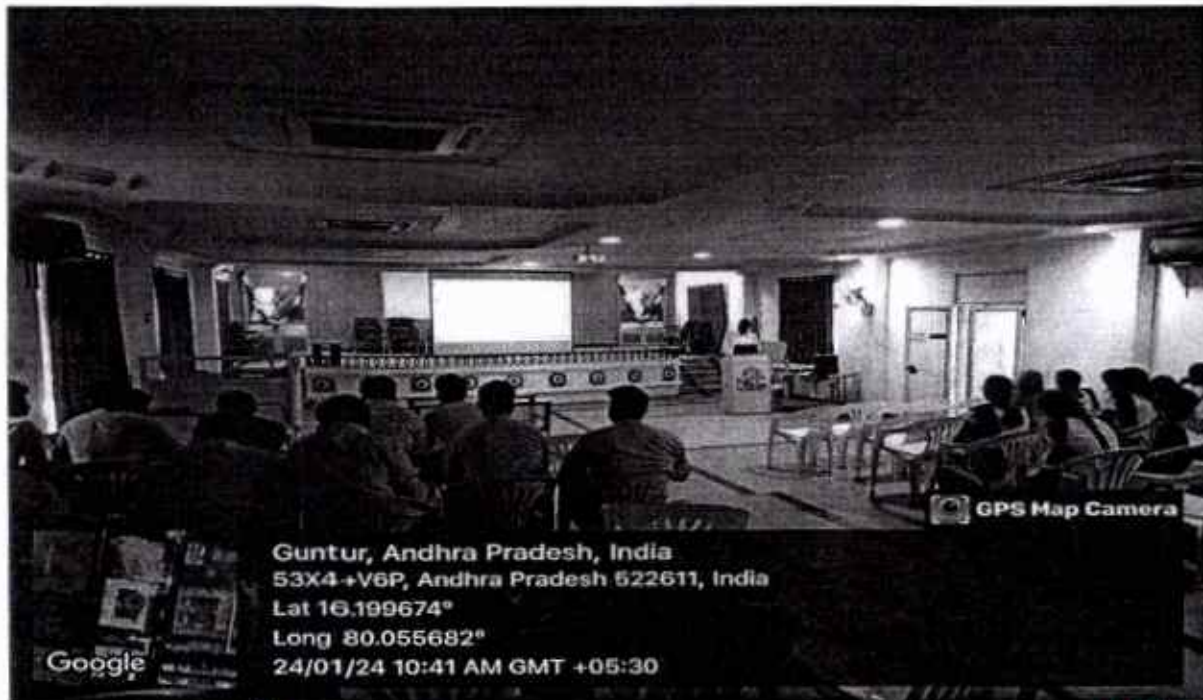 GPS Map Camera
Guntur, Andhra Pradesh, India
53X4+V6P, Andhra Pradesh 522611, India
Lat 16.199674°
Long 80.055682°
24/01/24 10:41 AM GMT +05:30
Google